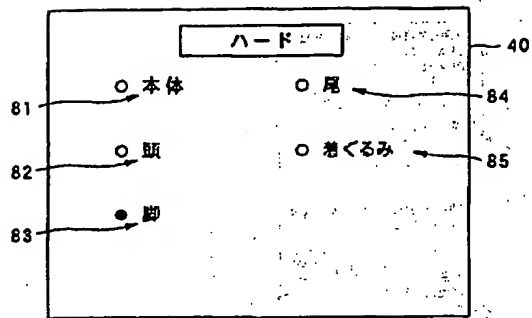 ハード
40
81 ○ 本体
○ 尾 84
82 ○ 頭
○ 着ぐるみ 85
83 ● 脚